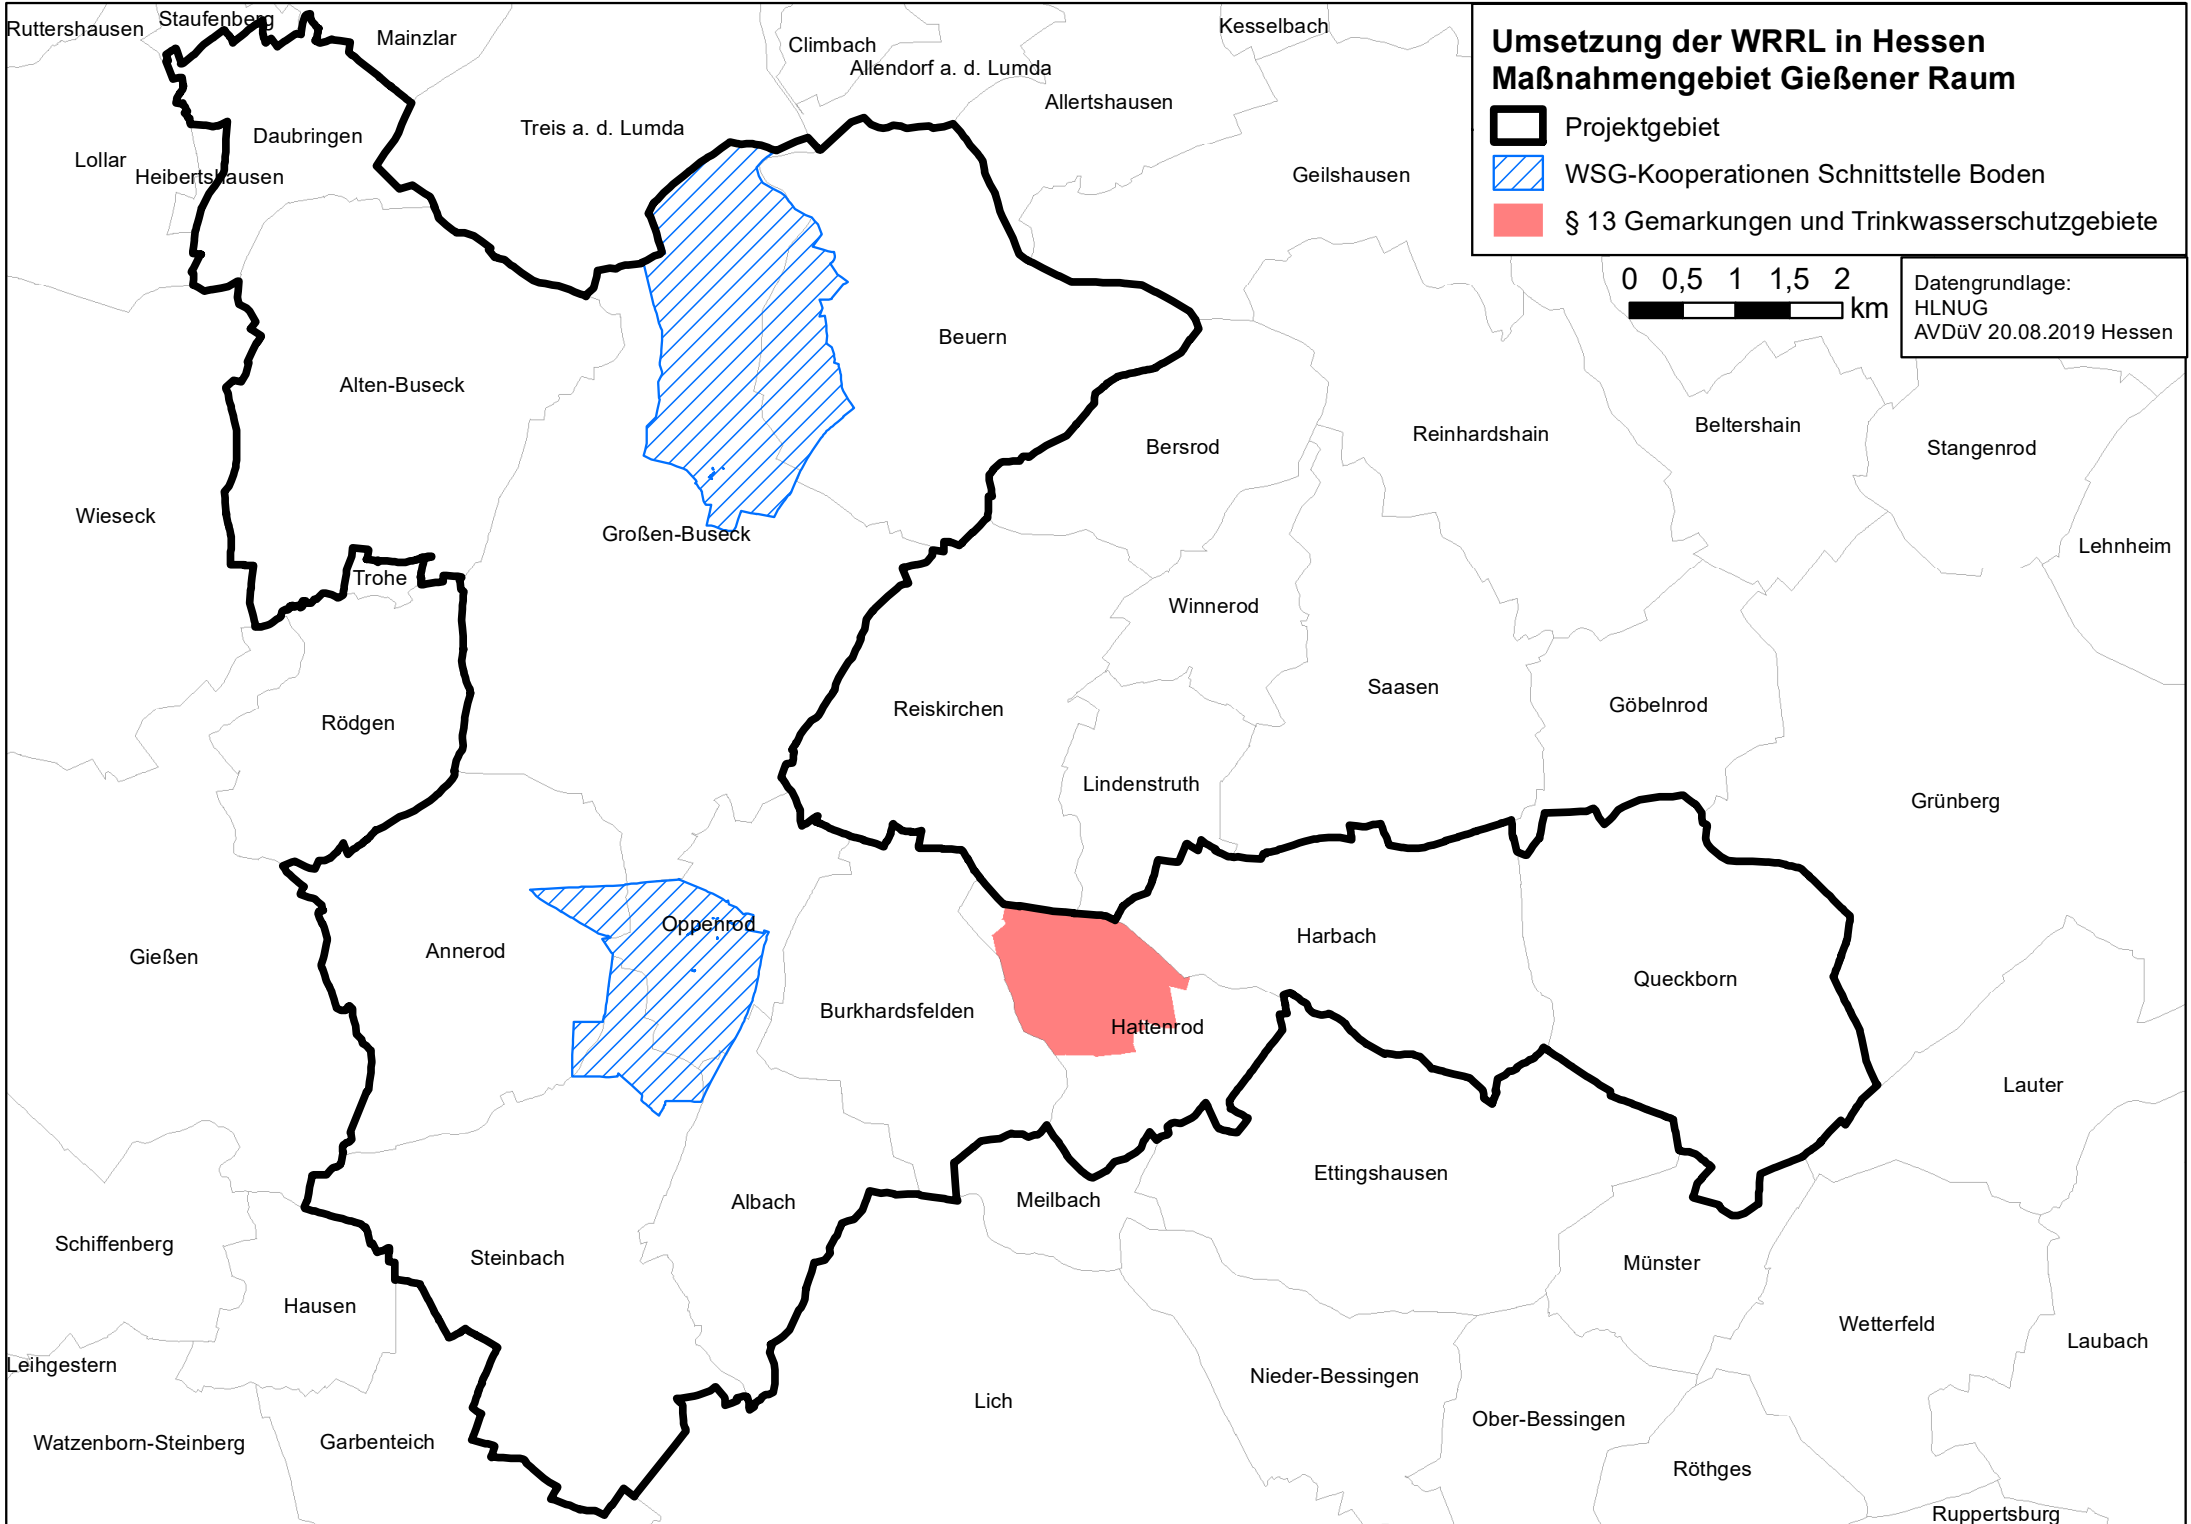 Umsetzung der WRRL in Hessen
Maßnahmengebiet Gießener Raum
Projektgebiet
WSG-Kooperationen Schnittstelle Boden
§ 13 Gemarkungen und Trinkwasserschutzgebiete
0 0,5 1 1,5 2
km
Datengrundlage:
HLNUG
AVDüV 20.08.2019 Hessen
Ruttershausen
Staufenberg
Mainzlar
Climbach
Kesselbach
Allendorf a. d. Lumda
Allertshausen
Treis a. d. Lumda
Daubringen
Lollar
Heibertshausen
Geilshausen
Beuern
Alten-Buseck
Beltershain
Reinhardshain
Bersrod
Stangenrod
Wieseck
Großen-Buseck
Lehnheim
Trohe
Winnerod
Saasen
Göbelnrod
Reiskirchen
Rödgen
Lindenstruth
Grünberg
Oppenrod
Harbach
Annerod
Gießen
Queckborn
Burkhardsfelden
Hattenrod
Lauter
Ettingshausen
Albach
Meilbach
Schiffenberg
Steinbach
Münster
Hausen
Wetterfeld
Laubach
Leihgestern
Nieder-Bessingen
Lich
Ober-Bessingen
Watzenborn-Steinberg
Garbenteich
Röthges
Ruppertsburg